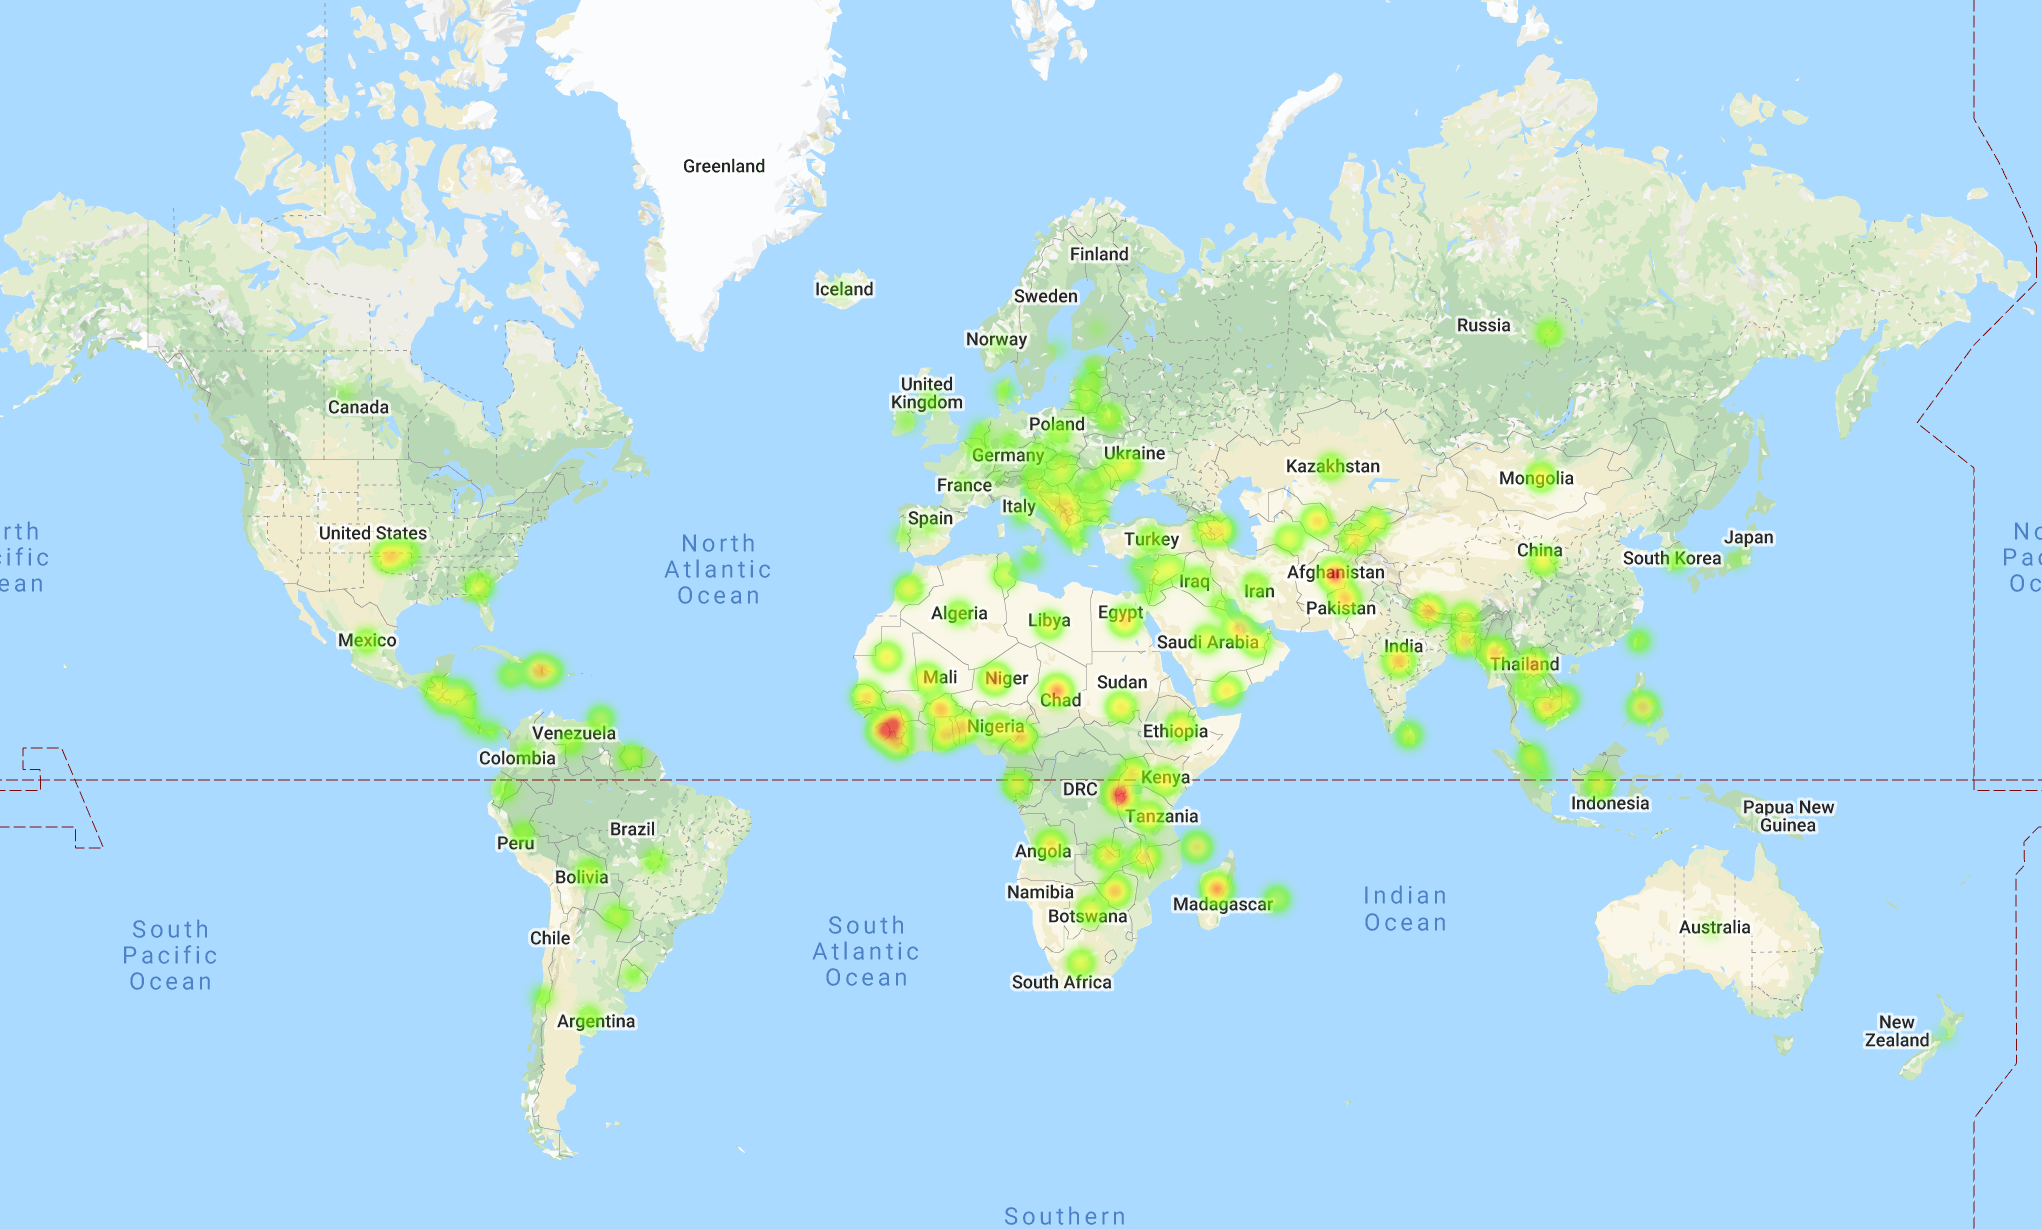 Greenland
Finland
Iceland
Sweden
Russia
Norway
United
Kingdom
Canada
Poland
Ukraine
Germany
Kazakhstan
Mongolia
France
Italy
Spain
United States
North
Atlantic
Ocean
Turkey
China
Japan
South Korea
Afghanistan
Iraq
Iran
Pakistan
Algeria
Libya
Egypt
Mexico
Saudi Arabia
India
Thailand
Mali
Niger
Chad
Sudan
Nigeria
Ethiopia
Venezuela
Colombia
Kenya
DRC
Indonesia
Papua New
Guinea
Tanzania
Brazil
Peru
Angola
Bolivia
Namibia
Botswana
Madagascar
Indian
Ocean
South
Pacific
Ocean
South
Atlantic
Ocean
Chile
Australia
South Africa
Argentina
New
Zealand
Southern
rth
cific
ean
No
Pac
Oc